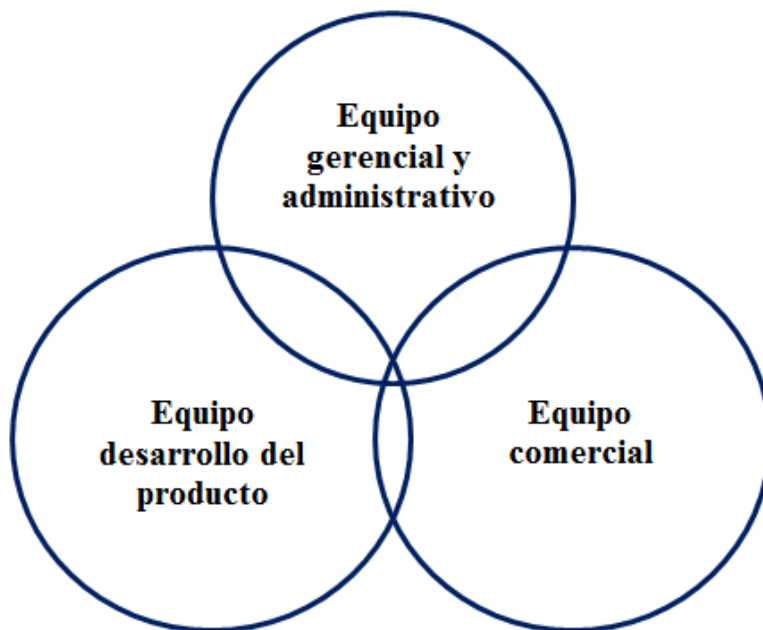 Equipo
gerencial y
administrativo
Equipo
desarrollo del
producto
Equipo
comercial